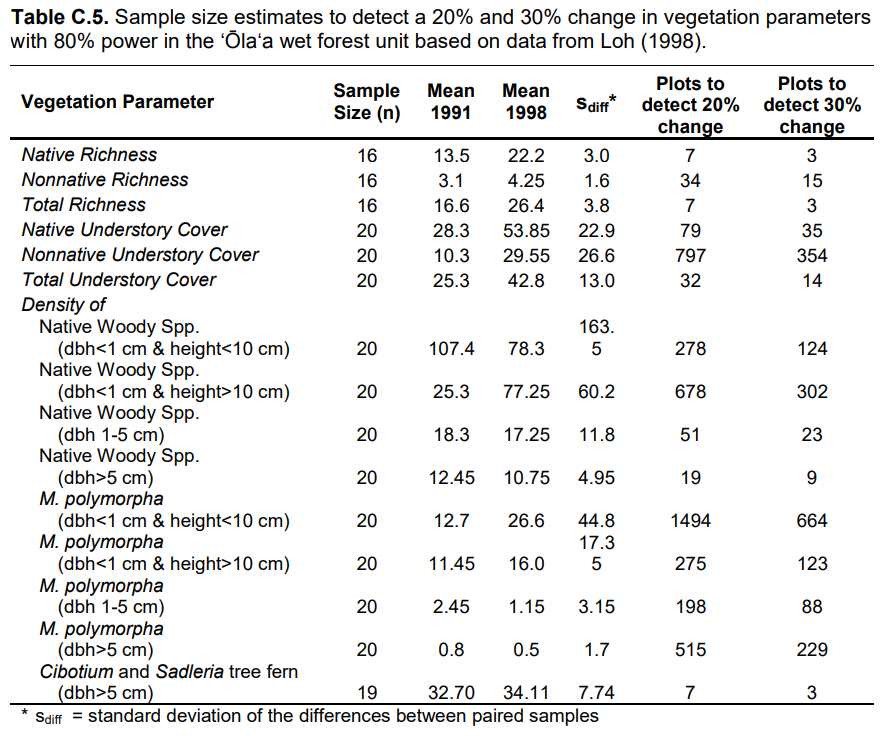 Table C.5. Sample size estimates to detect a 20% and 30% change in vegetation parameters
with 80% power in the ‘Ōla‘a wet forest unit based on data from Loh (1998).
Vegetation Parameter Sample Size (n) Mean 1991 Mean 1998 sdiff* Plots to detect 20% change Plots to detect 30% change
Native Richness 16 13.5 22.2 3.0 7 3
Nonnative Richness 16 3.1 4.25 1.6 34 15
Total Richness 16 16.6 26.4 3.8 7 3
Native Understory Cover 20 28.3 53.85 22.9 79 35
Nonnative Understory Cover 20 10.3 29.55 26.6 797 354
Total Understory Cover 20 25.3 42.8 13.0 32 14
Density of
Native Woody Spp. 163.
(dbh<1 cm & height<10 cm) 20 107.4 78.3 5 278 124
Native Woody Spp.
(dbh<1 cm & height>10 cm) 20 25.3 77.25 60.2 678 302
Native Woody Spp.
(dbh 1-5 cm) 20 18.3 17.25 11.8 51 23
Native Woody Spp.
(dbh>5 cm) 20 12.45 10.75 4.95 19 9
M. polymorpha
(dbh<1 cm & height<10 cm) 20 12.7 26.6 44.8 1494 664
M. polymorpha 17.3
(dbh<1 cm & height>10 cm) 20 11.45 16.0 5 275 123
M. polymorpha
(dbh 1-5 cm) 20 2.45 1.15 3.15 198 88
M. polymorpha
(dbh>5 cm) 20 0.8 0.5 1.7 515 229
Cibotium and Sadleria tree fern
(dbh>5 cm) 19 32.70 34.11 7.74 7 3
* sdiff = standard deviation of the differences between paired samples